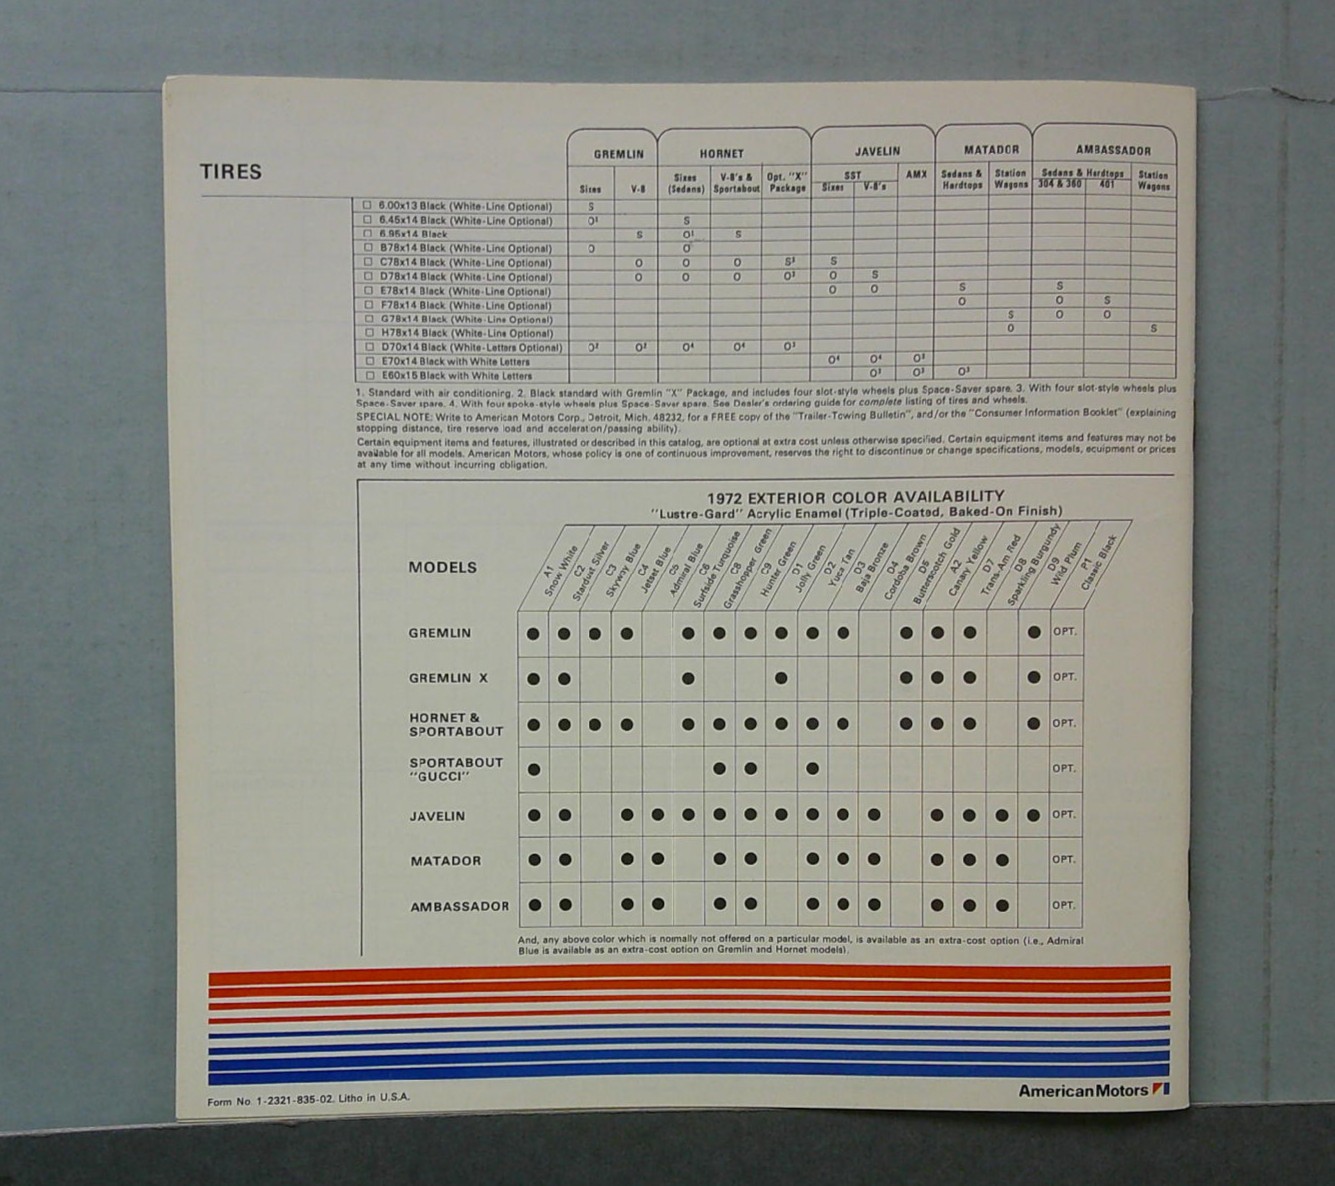 TIRES
GREMLIN HORNET JAVELIN MATADOR AMBASSADOR
Sixes V-8 Sixes (Sedans) V-8's & Sportabout Opt. "X" Package SST Sixes V-8's AMX Sedans & Hardtops Station Wagons Sedans & Hardtops 304 & 360 401 Station Wagons
6.00x13 Black (White-Line Optional) S
6.45x14 Black (White-Line Optional) O¹ S
6.95x14 Black S O¹ S
B78x14 Black (White-Line Optional) O O
C78x14 Black (White-Line Optional) O O O S³ S
D78x14 Black (White-Line Optional) O O O O³ O S
E78x14 Black (White-Line Optional) O O S S
F78x14 Black (White-Line Optional) O O S
G78x14 Black (White-Line Optional) S O O
H78x14 Black (White-Line Optional) O S
D70x14 Black (White-Letters Optional) O² O³ O⁴ O⁴ O³
E70x14 Black with White Letters O⁴ O⁴ O³
E60x15 Black with White Letters O³ O³ O³
1. Standard with air conditioning. 2. Black standard with Gremlin "X" Package, and includes four slot-style wheels plus Space-Saver spare. 3. With four slot-style wheels plus
Space-Saver spare. 4. With four spoke-style wheels plus Space-Saver spare. See Dealer's ordering guide for complete listing of tires and wheels.
SPECIAL NOTE: Write to American Motors Corp., Detroit, Mich. 48232, for a FREE copy of the "Trailer-Towing Bulletin", and/or the "Consumer Information Booklet" (explaining
stopping distance, tire reserve load and acceleration/passing ability).
Certain equipment items and features, illustrated or described in this catalog, are optional at extra cost unless otherwise specified. Certain equipment items and features may not be
available for all models. American Motors, whose policy is one of continuous improvement, reserves the right to discontinue or change specifications, models, equipment or prices
at any time without incurring obligation.
1972 EXTERIOR COLOR AVAILABILITY
"Lustre-Gard" Acrylic Enamel (Triple-Coated, Baked-On Finish)
MODELS
A1 Snow White
C2 Stardust Silver
C3 Skyway Blue
C4 Jetset Blue
C5 Admiral Blue
C6 Surfside Turquoise
C8 Grasshopper Green
C9 Hunter Green
D1 Jolly Green
D2 Yuca Tan
D3 Baja Bronze
D4 Cordoba Brown
D5 Butterscotch Gold
A2 Canary Yellow
D7 Trans-Am Red
D8 Sparkling Burgundy
D9 Wild Plum
P1 Classic Black
GREMLIN OPT.
GREMLIN X OPT.
HORNET &
SPORTABOUT OPT.
SPORTABOUT
"GUCCI" OPT.
JAVELIN OPT.
MATADOR OPT.
AMBASSADOR OPT.
And, any above color which is normally not offered on a particular model, is available as an extra-cost option (i.e., Admiral
Blue is available as an extra-cost option on Gremlin and Hornet models).
American Motors
Form No. 1-2321-835-02. Litho in U.S.A.